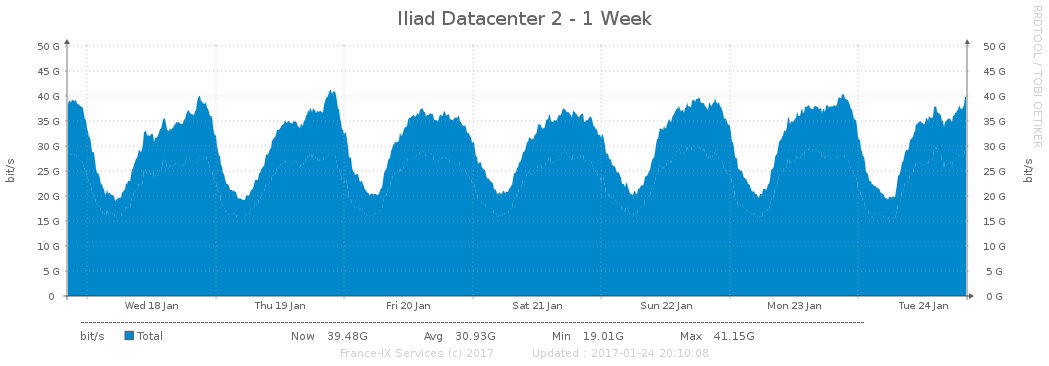 Iliad Datacenter 2 - 1 Week
RRDTOOL / TOBI OETIKER
bit/s
50 G 50 G
45 G 45 G
40 G 40 G
35 G 35 G
30 G 30 G
25 G 25 G
20 G 20 G
15 G 15 G
10 G 10 G
5 G 5 G
0 0 G
bit/s
Wed 18 Jan Thu 19 Jan Fri 20 Jan Sat 21 Jan Sun 22 Jan Mon 23 Jan Tue 24 Jan
bit/s Total Now 39.48G Avg 30.93G Min 19.01G Max 41.15G
France-IX Services (c) 2017 Updated : 2017-01-24 20:10:08